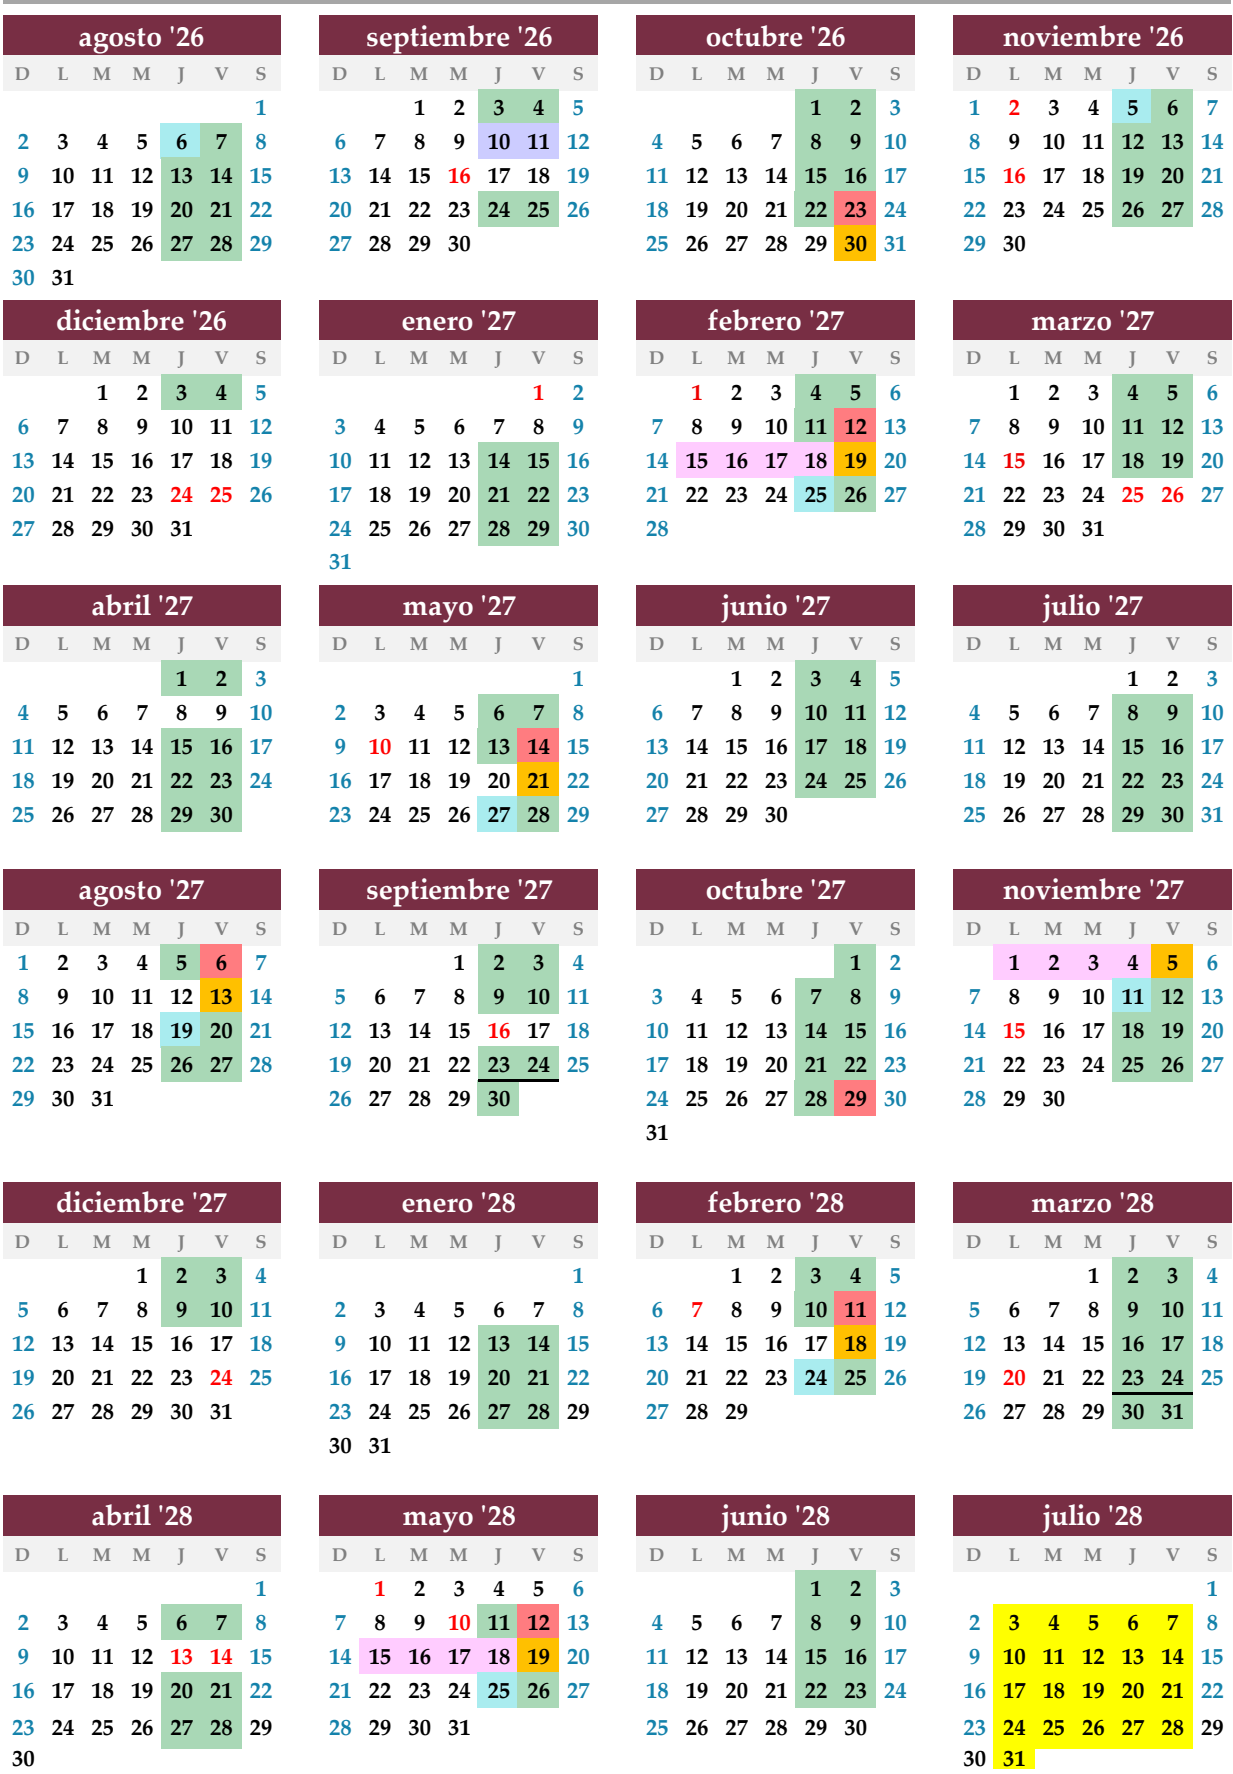 agosto '26 septiembre '26 octubre '26 noviembre '26
D L M M J V S D L M M J V S D L M M J V S D L M M J V S
1 1 2 3 4 5 1 2 3 1 2 3 4 5 6 7
2 3 4 5 6 7 8 6 7 8 9 10 11 12 4 5 6 7 8 9 10 8 9 10 11 12 13 14
9 10 11 12 13 14 15 13 14 15 16 17 18 19 11 12 13 14 15 16 17 15 16 17 18 19 20 21
16 17 18 19 20 21 22 20 21 22 23 24 25 26 18 19 20 21 22 23 24 22 23 24 25 26 27 28
23 24 25 26 27 28 29 27 28 29 30 25 26 27 28 29 30 31 29 30
30 31
diciembre '26 enero '27 febrero '27 marzo '27
D L M M J V S D L M M J V S D L M M J V S D L M M J V S
1 2 3 4 5 1 2 1 2 3 4 5 6 1 2 3 4 5 6
6 7 8 9 10 11 12 3 4 5 6 7 8 9 7 8 9 10 11 12 13 7 8 9 10 11 12 13
13 14 15 16 17 18 19 10 11 12 13 14 15 16 14 15 16 17 18 19 20 14 15 16 17 18 19 20
20 21 22 23 24 25 26 17 18 19 20 21 22 23 21 22 23 24 25 26 27 21 22 23 24 25 26 27
27 28 29 30 31 24 25 26 27 28 29 30 28 28 29 30 31
31
abril '27 mayo '27 junio '27 julio '27
D L M M J V S D L M M J V S D L M M J V S D L M M J V S
1 2 3 1 1 2 3 4 5 1 2 3
4 5 6 7 8 9 10 2 3 4 5 6 7 8 6 7 8 9 10 11 12 4 5 6 7 8 9 10
11 12 13 14 15 16 17 9 10 11 12 13 14 15 13 14 15 16 17 18 19 11 12 13 14 15 16 17
18 19 20 21 22 23 24 16 17 18 19 20 21 22 20 21 22 23 24 25 26 18 19 20 21 22 23 24
25 26 27 28 29 30 23 24 25 26 27 28 29 27 28 29 30 25 26 27 28 29 30 31
agosto '27 septiembre '27 octubre '27 noviembre '27
D L M M J V S D L M M J V S D L M M J V S D L M M J V S
1 2 3 4 5 6 7 1 2 3 4 1 2 1 2 3 4 5 6
8 9 10 11 12 13 14 5 6 7 8 9 10 11 3 4 5 6 7 8 9 7 8 9 10 11 12 13
15 16 17 18 19 20 21 12 13 14 15 16 17 18 10 11 12 13 14 15 16 14 15 16 17 18 19 20
22 23 24 25 26 27 28 19 20 21 22 23 24 25 17 18 19 20 21 22 23 21 22 23 24 25 26 27
29 30 31 26 27 28 29 30 24 25 26 27 28 29 30 28 29 30
31
diciembre '27 enero '28 febrero '28 marzo '28
D L M M J V S D L M M J V S D L M M J V S D L M M J V S
1 2 3 4 1 1 2 3 4 5 1 2 3 4
5 6 7 8 9 10 11 2 3 4 5 6 7 8 6 7 8 9 10 11 12 5 6 7 8 9 10 11
12 13 14 15 16 17 18 9 10 11 12 13 14 15 13 14 15 16 17 18 19 12 13 14 15 16 17 18
19 20 21 22 23 24 25 16 17 18 19 20 21 22 20 21 22 23 24 25 26 19 20 21 22 23 24 25
26 27 28 29 30 31 23 24 25 26 27 28 29 27 28 29 26 27 28 29 30 31
30 31
abril '28 mayo '28 junio '28 julio '28
D L M M J V S D L M M J V S D L M M J V S D L M M J V S
1 1 2 3 4 5 6 1 2 3 1
2 3 4 5 6 7 8 7 8 9 10 11 12 13 4 5 6 7 8 9 10 2 3 4 5 6 7 8
9 10 11 12 13 14 15 14 15 16 17 18 19 20 11 12 13 14 15 16 17 9 10 11 12 13 14 15
16 17 18 19 20 21 22 21 22 23 24 25 26 27 18 19 20 21 22 23 24 16 17 18 19 20 21 22
23 24 25 26 27 28 29 28 29 30 31 25 26 27 28 29 30 23 24 25 26 27 28 29
30 30 31